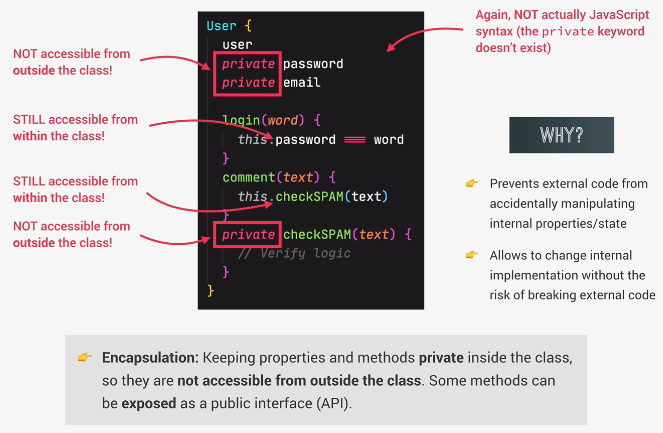 Again, NOT actually JavaScript
syntax (the private keyword
doesn't exist)
NOT accessible from
outside the class!
STILL accessible from
within the class!
STILL accessible from
within the class!
NOT accessible from
outside the class!
User {
user
private password
private email
login(word) {
this.password === word
}
comment(text) {
this.checkSPAM(text)
}
private checkSPAM(text) {
// Verify logic
}
}
WHY?
👉 Prevents external code from
accidentally manipulating
internal properties/state
👉 Allows to change internal
implementation without the
risk of breaking external code
👉 Encapsulation: Keeping properties and methods private inside the class,
so they are not accessible from outside the class. Some methods can
be exposed as a public interface (API).